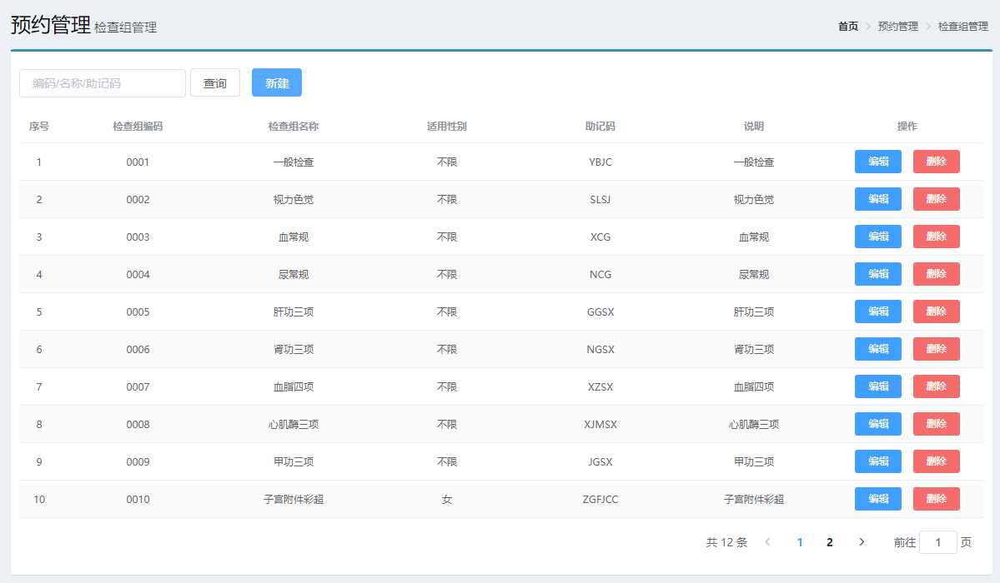 预约管理 检查组管理
首页 > 预约管理 > 检查组管理
编码/名称/助记码 查询 新建
序号 检查组编码 检查组名称 适用性别 助记码 说明 操作
1 0001 一般检查 不限 YBJC 一般检查 编辑 删除
2 0002 视力色觉 不限 SLSJ 视力色觉 编辑 删除
3 0003 血常规 不限 XCG 血常规 编辑 删除
4 0004 尿常规 不限 NCG 尿常规 编辑 删除
5 0005 肝功三项 不限 GGSX 肝功三项 编辑 删除
6 0006 肾功三项 不限 NGSX 肾功三项 编辑 删除
7 0007 血脂四项 不限 XZSX 血脂四项 编辑 删除
8 0008 心肌酶三项 不限 XJMSX 心肌酶三项 编辑 删除
9 0009 甲功三项 不限 JGSX 甲功三项 编辑 删除
10 0010 子宫附件彩超 女 ZGFJCC 子宫附件彩超 编辑 删除
共 12 条 < 1 2 > 前往 1 页